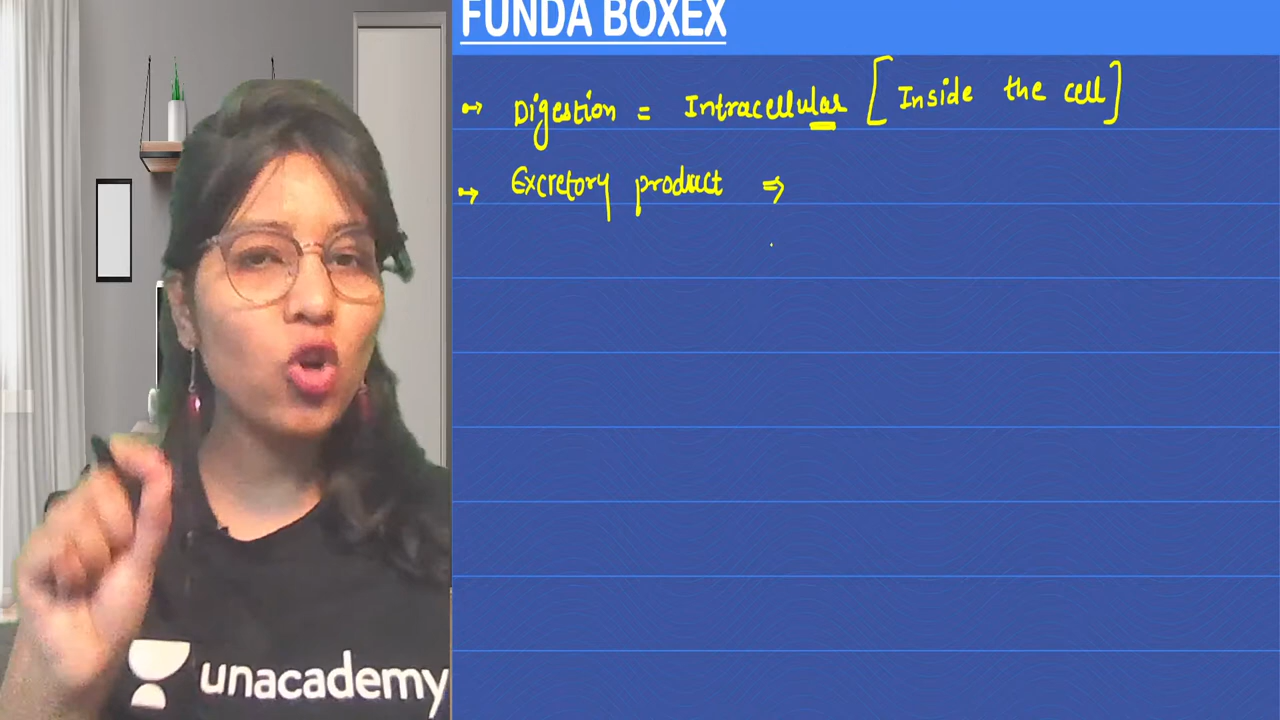 FUNDA BOXEX
→ Digestion = Intracellular [Inside the cell]
→ Excretory product ⇒
unacademy